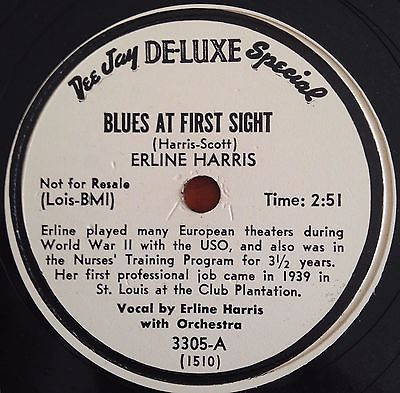 Dee Jay DE-LUXE Special
BLUES AT FIRST SIGHT
(Harris-Scott)
ERLINE HARRIS
Not for Resale
(Lois-BMI)
Time: 2:51
Erline played many European theaters during
World War II with the USO, and also was in
the Nurses' Training Program for 3½ years.
Her first professional job came in 1939 in
St. Louis at the Club Plantation.
Vocal by Erline Harris
with Orchestra
3305-A
(1510)